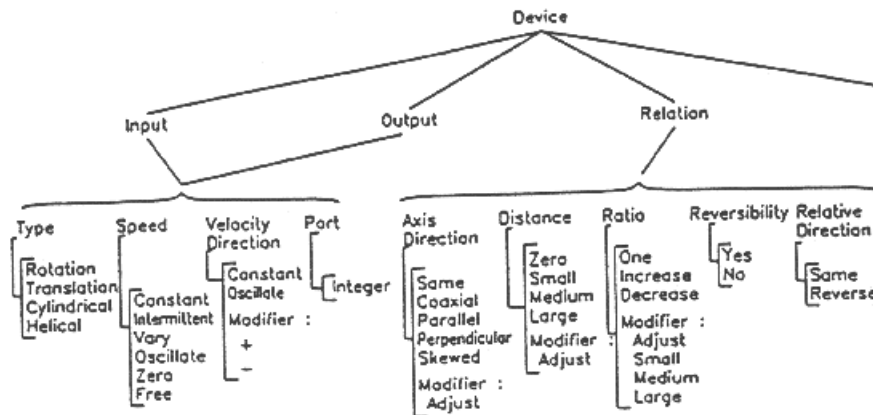 Device
Input
Output
Relation
Type
Rotation
Translation
Cylindrical
Helical
Speed
Constant
Intermittent
Vary
Oscillate
Zero
Free
Velocity
Direction
Constant
Oscillate
Modifier :
+
−
Port
Integer
Axis
Direction
Same
Coaxial
Parallel
Perpendicular
Skewed
Modifier :
Adjust
Distance
Zero
Small
Medium
Large
Modifier :
Adjust
Ratio
One
Increase
Decrease
Modifier :
Adjust
Small
Medium
Large
Reversibility
Yes
No
Relative
Direction
Same
Reverse